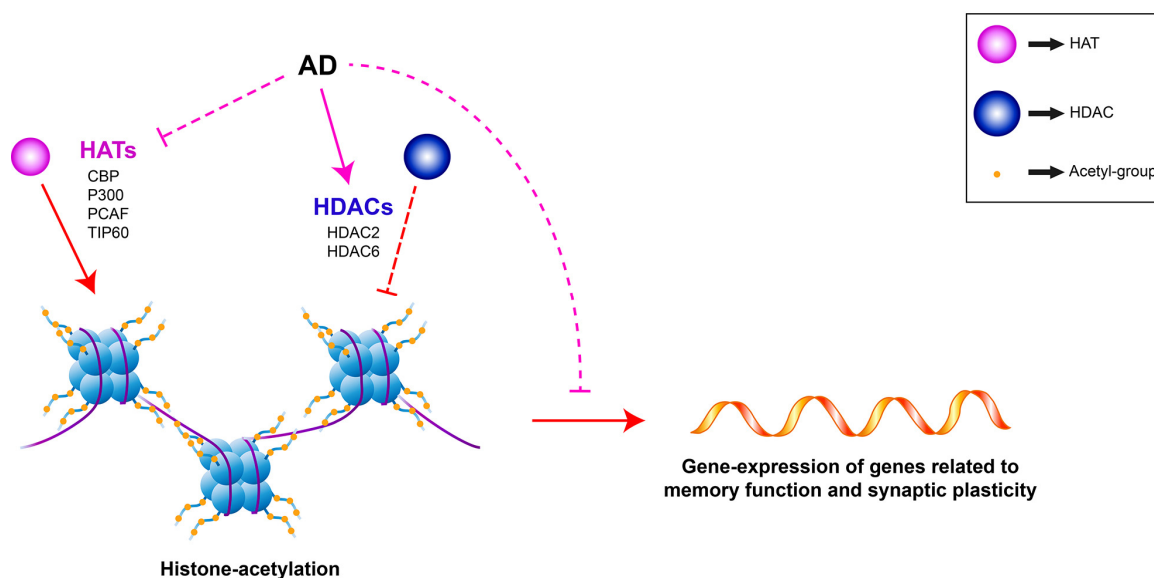 AD
HATs
CBP
P300
PCAF
TIP60
HDACs
HDAC2
HDAC6
HAT
HDAC
Acetyl-group
Gene-expression of genes related to
memory function and synaptic plasticity
Histone-acetylation